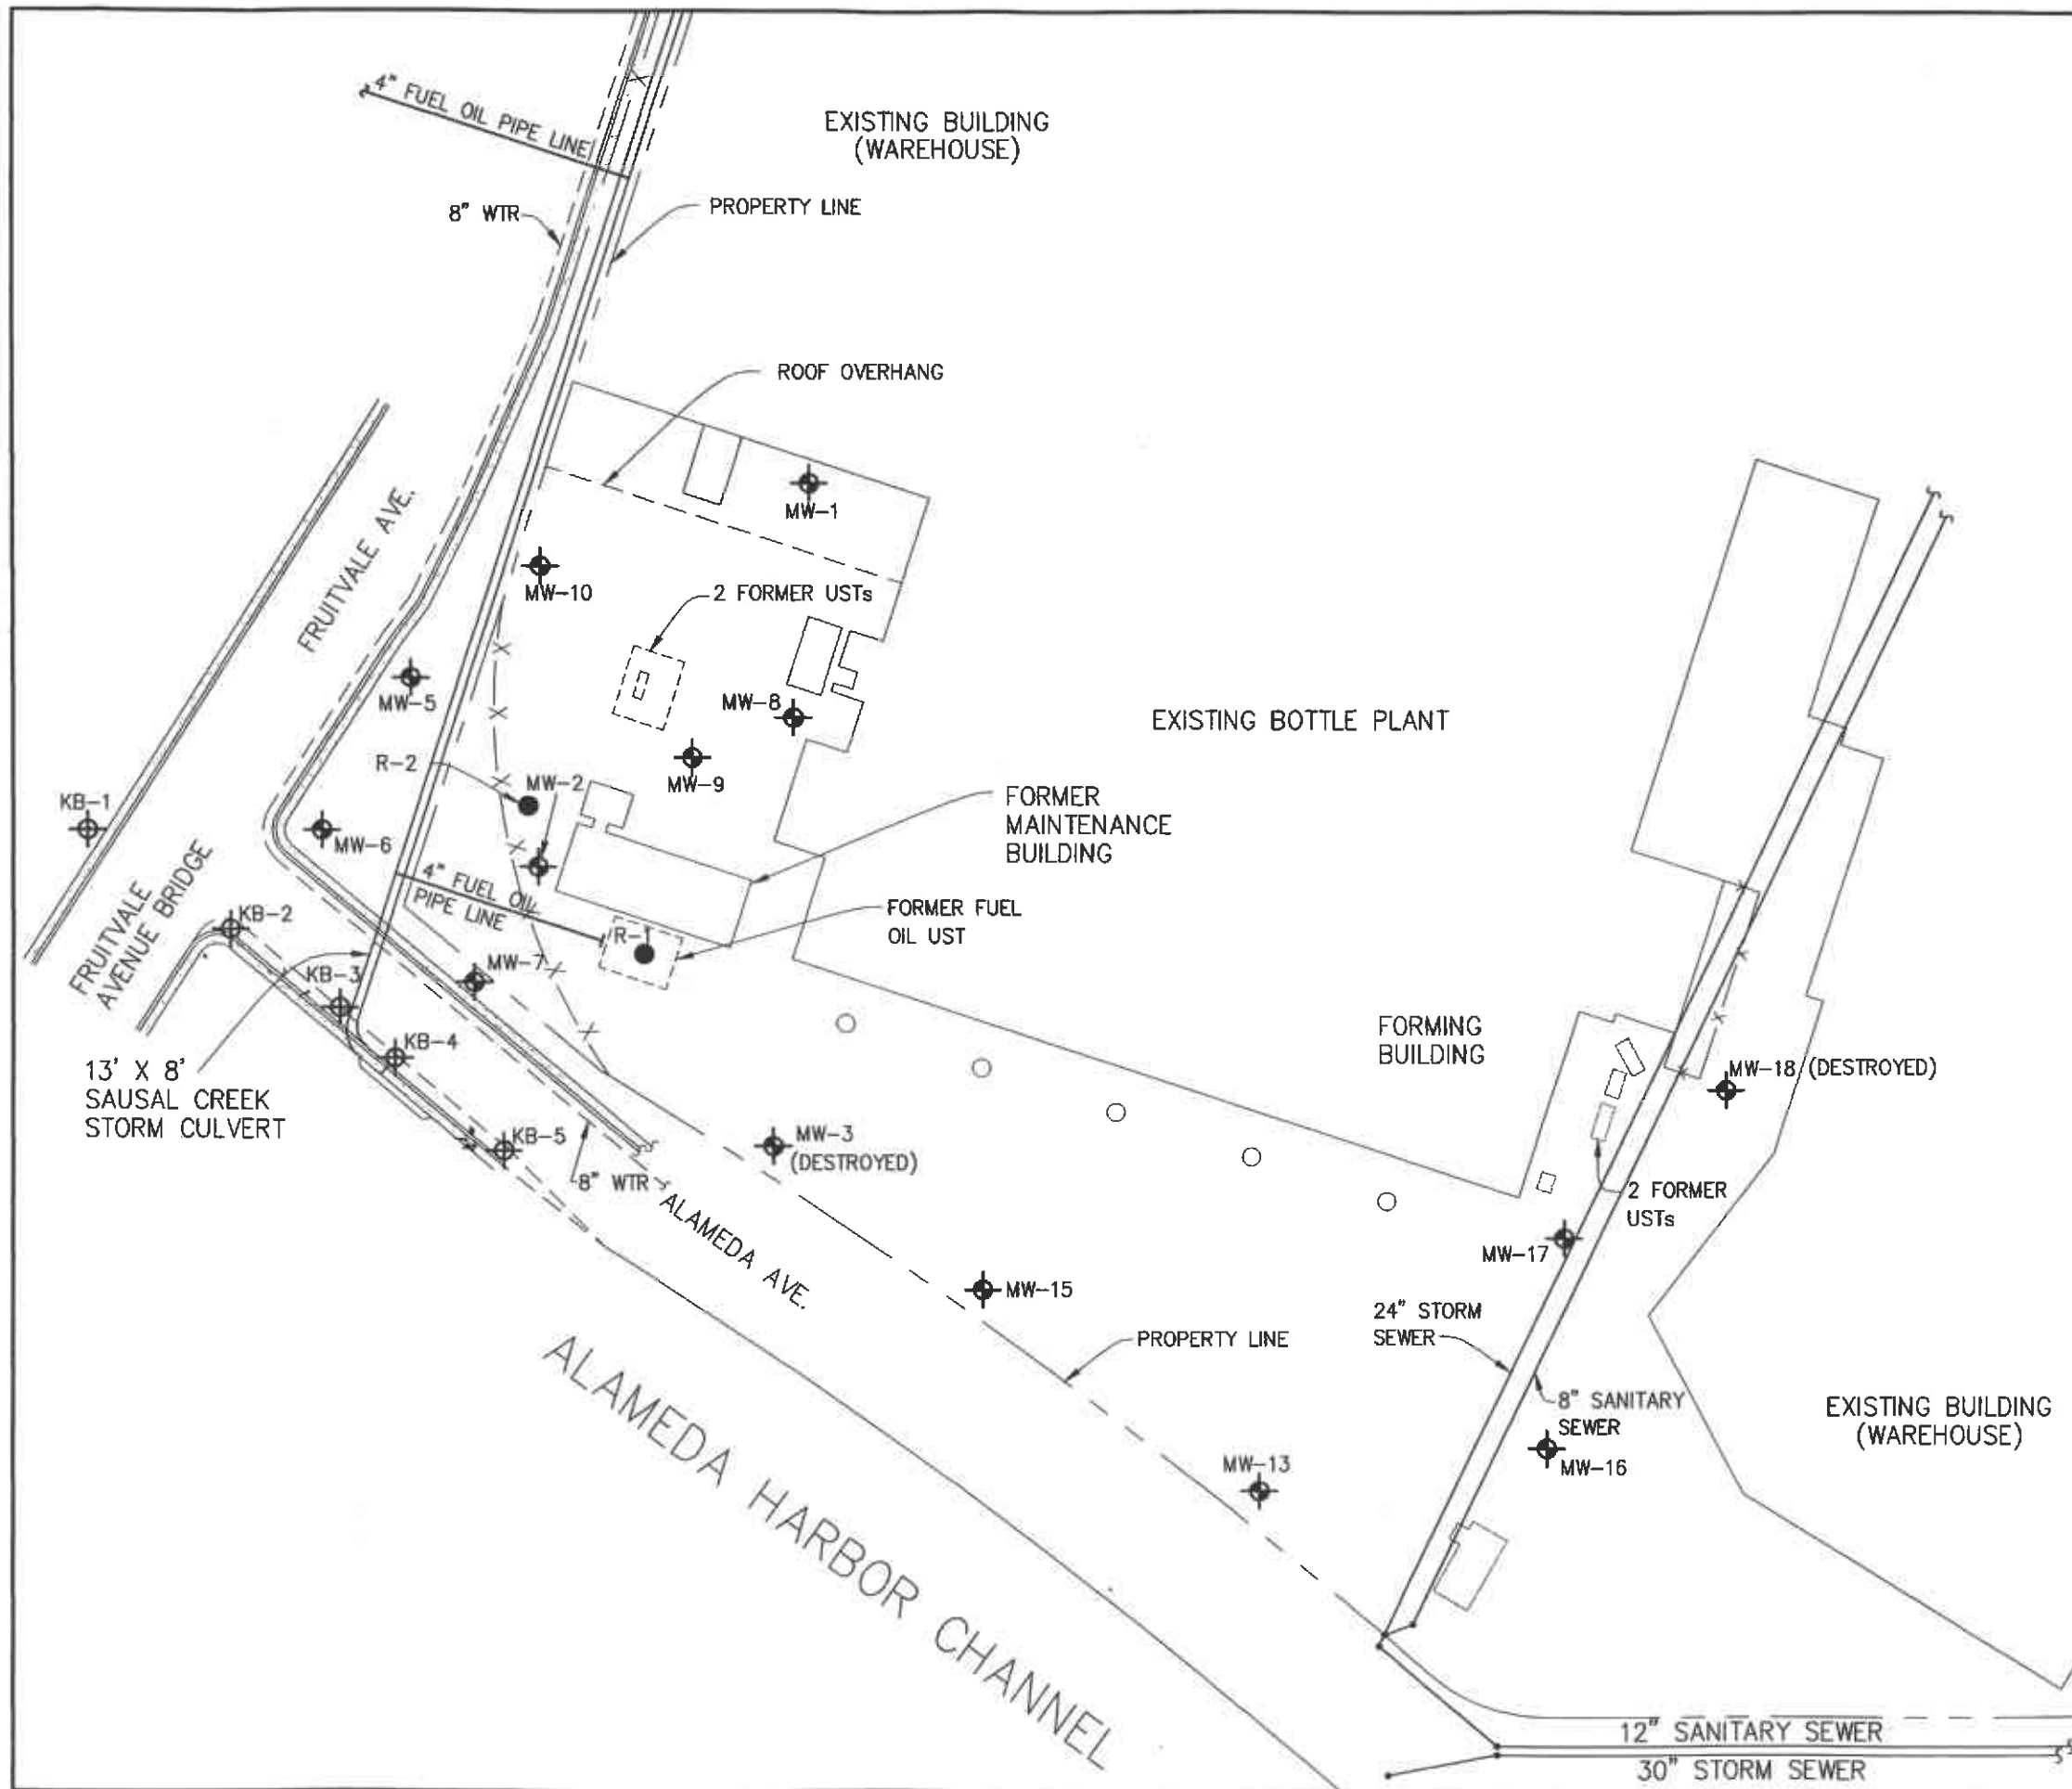 4" FUEL OIL PIPE LINE
EXISTING BUILDING
(WAREHOUSE)
8" WTR
PROPERTY LINE
ROOF OVERHANG
MW-1
FRUITVALE AVE.
MW-10
2 FORMER USTs
MW-5
MW-8
EXISTING BOTTLE PLANT
R-2
MW-2
MW-9
KB-1
MW-6
FORMER
MAINTENANCE
BUILDING
FRUITVALE
AVENUE BRIDGE
4" FUEL OIL
PIPE LINE
KB-2
R-1
FORMER FUEL
OIL UST
KB-3
MW-7
KB-4
FORMING
BUILDING
13' X 8'
SAUSAL CREEK
STORM CULVERT
MW-18 (DESTROYED)
KB-5
MW-3
(DESTROYED)
8" WTR
2 FORMER
USTs
ALAMEDA AVE.
MW-17
MW-15
24" STORM
SEWER
PROPERTY LINE
8" SANITARY
SEWER
EXISTING BUILDING
(WAREHOUSE)
MW-16
MW-13
ALAMEDA HARBOR CHANNEL
12" SANITARY SEWER
30" STORM SEWER